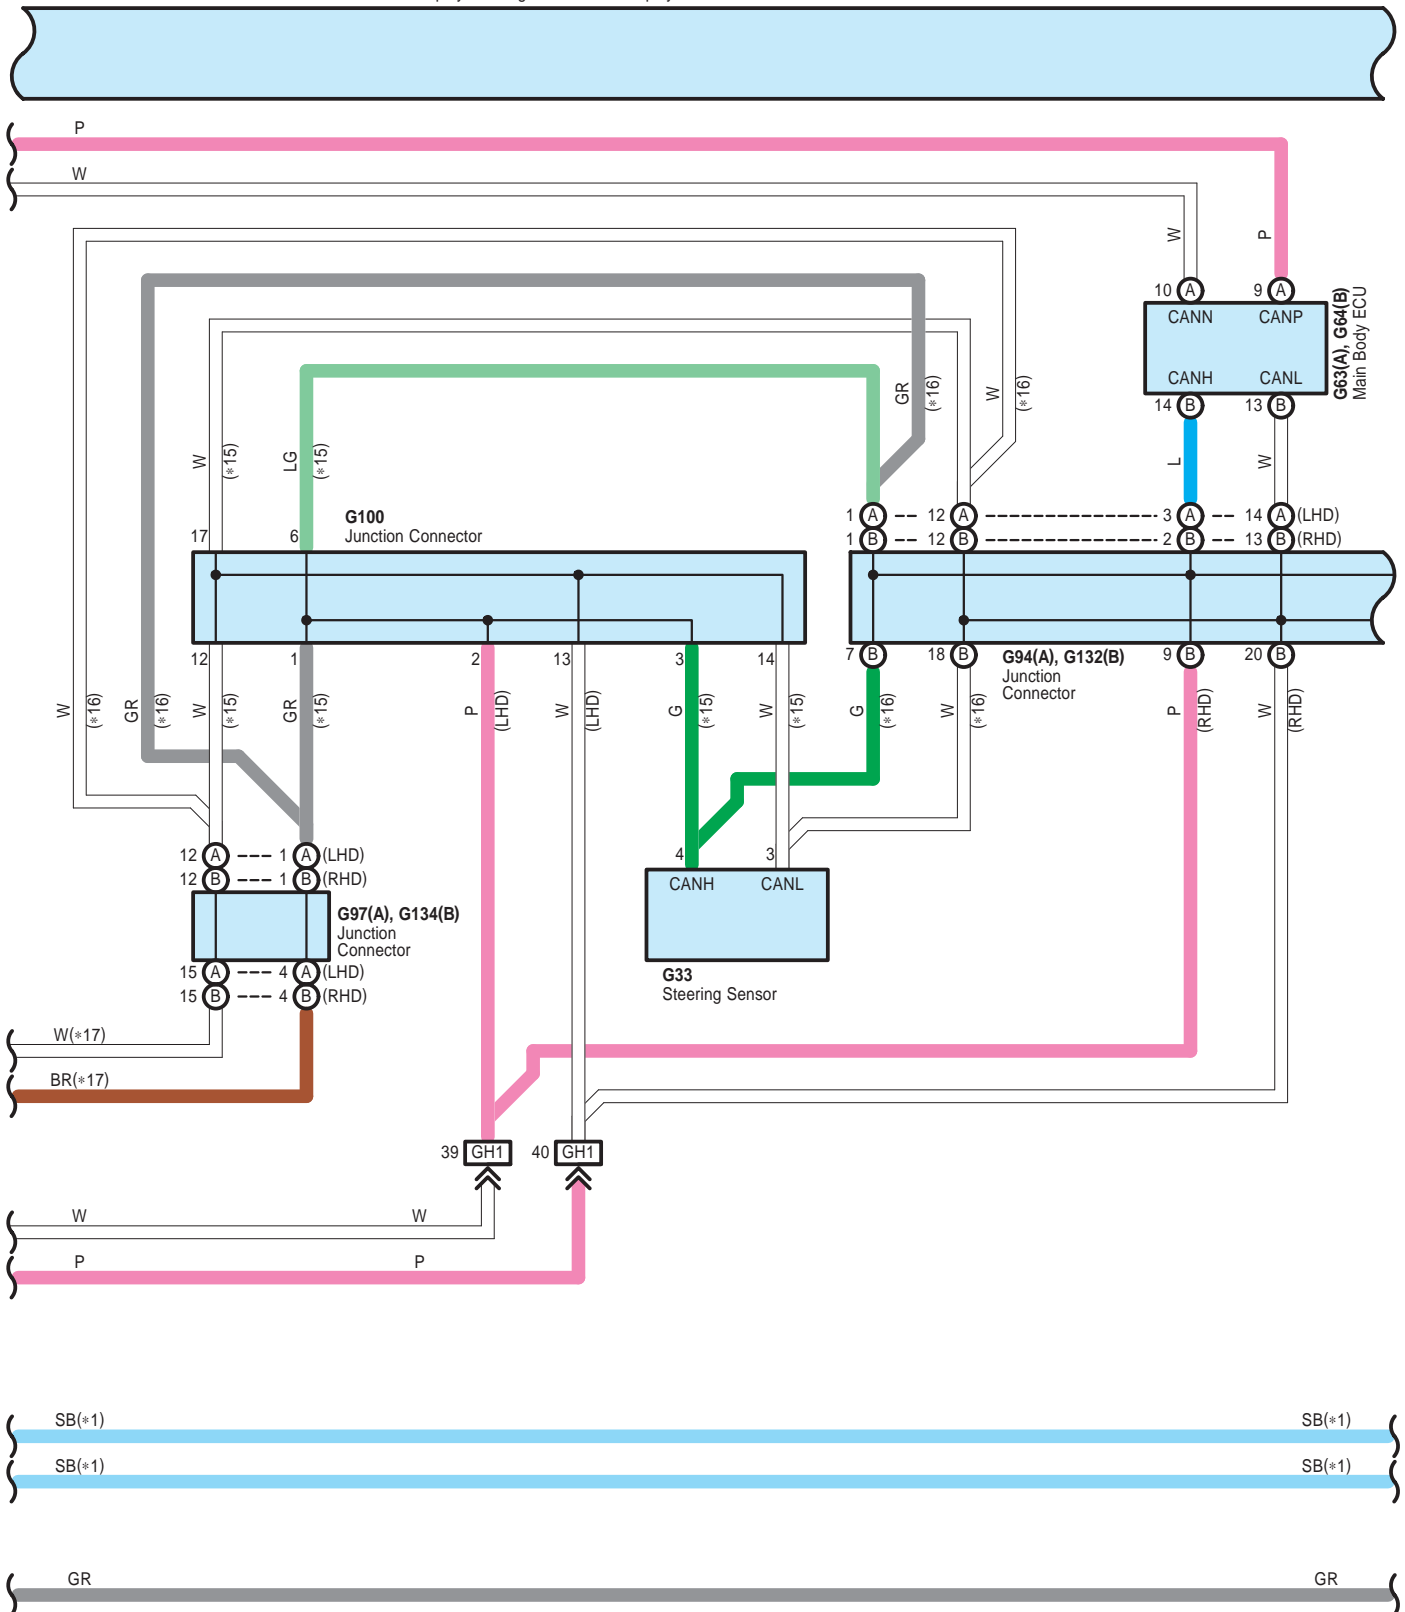 P
W
W
P
10 A
9 A
CANN
CANP
CANH
CANL
G63(A), G64(B)
Main Body ECU
14 B
13 B
GR
(*16)
W
(*16)
W
(*15)
LG
(*15)
L
W
G100
Junction Connector
17
6
1 A
12 A
3 A
14 A (LHD)
1 B
12 B
2 B
13 B (RHD)
12
1
2
13
3
14
7 B
18 B
9 B
20 B
G94(A), G132(B)
Junction
Connector
W
(*16)
GR
(*16)
W
(*15)
GR
(*15)
P
(LHD)
W
(LHD)
G
(*15)
W
(*15)
G
(*16)
W
(*16)
P
(RHD)
W
(RHD)
12 A
1 A (LHD)
12 B
1 B (RHD)
4
3
CANH
CANL
G97(A), G134(B)
Junction
Connector
15 A
4 A (LHD)
15 B
4 B (RHD)
G33
Steering Sensor
W(*17)
BR(*17)
39 GH1
40 GH1
W
W
P
P
SB(*1)
SB(*1)
SB(*1)
SB(*1)
GR
GR